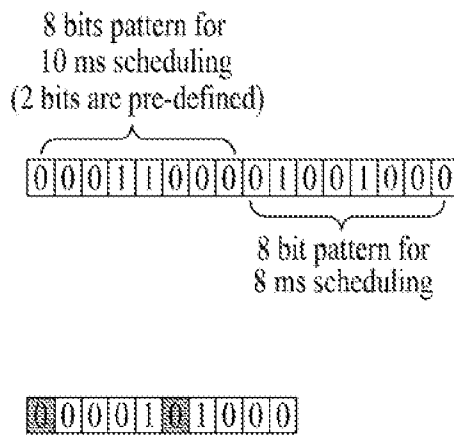 8 bits pattern for
10 ms scheduling
(2 bits are pre-defined)
0 0 0 1 1 0 0 0 0 1 0 0 1 0 0 0
8 bit pattern for
8 ms scheduling
0 0 0 0 1 0 1 0 0 0